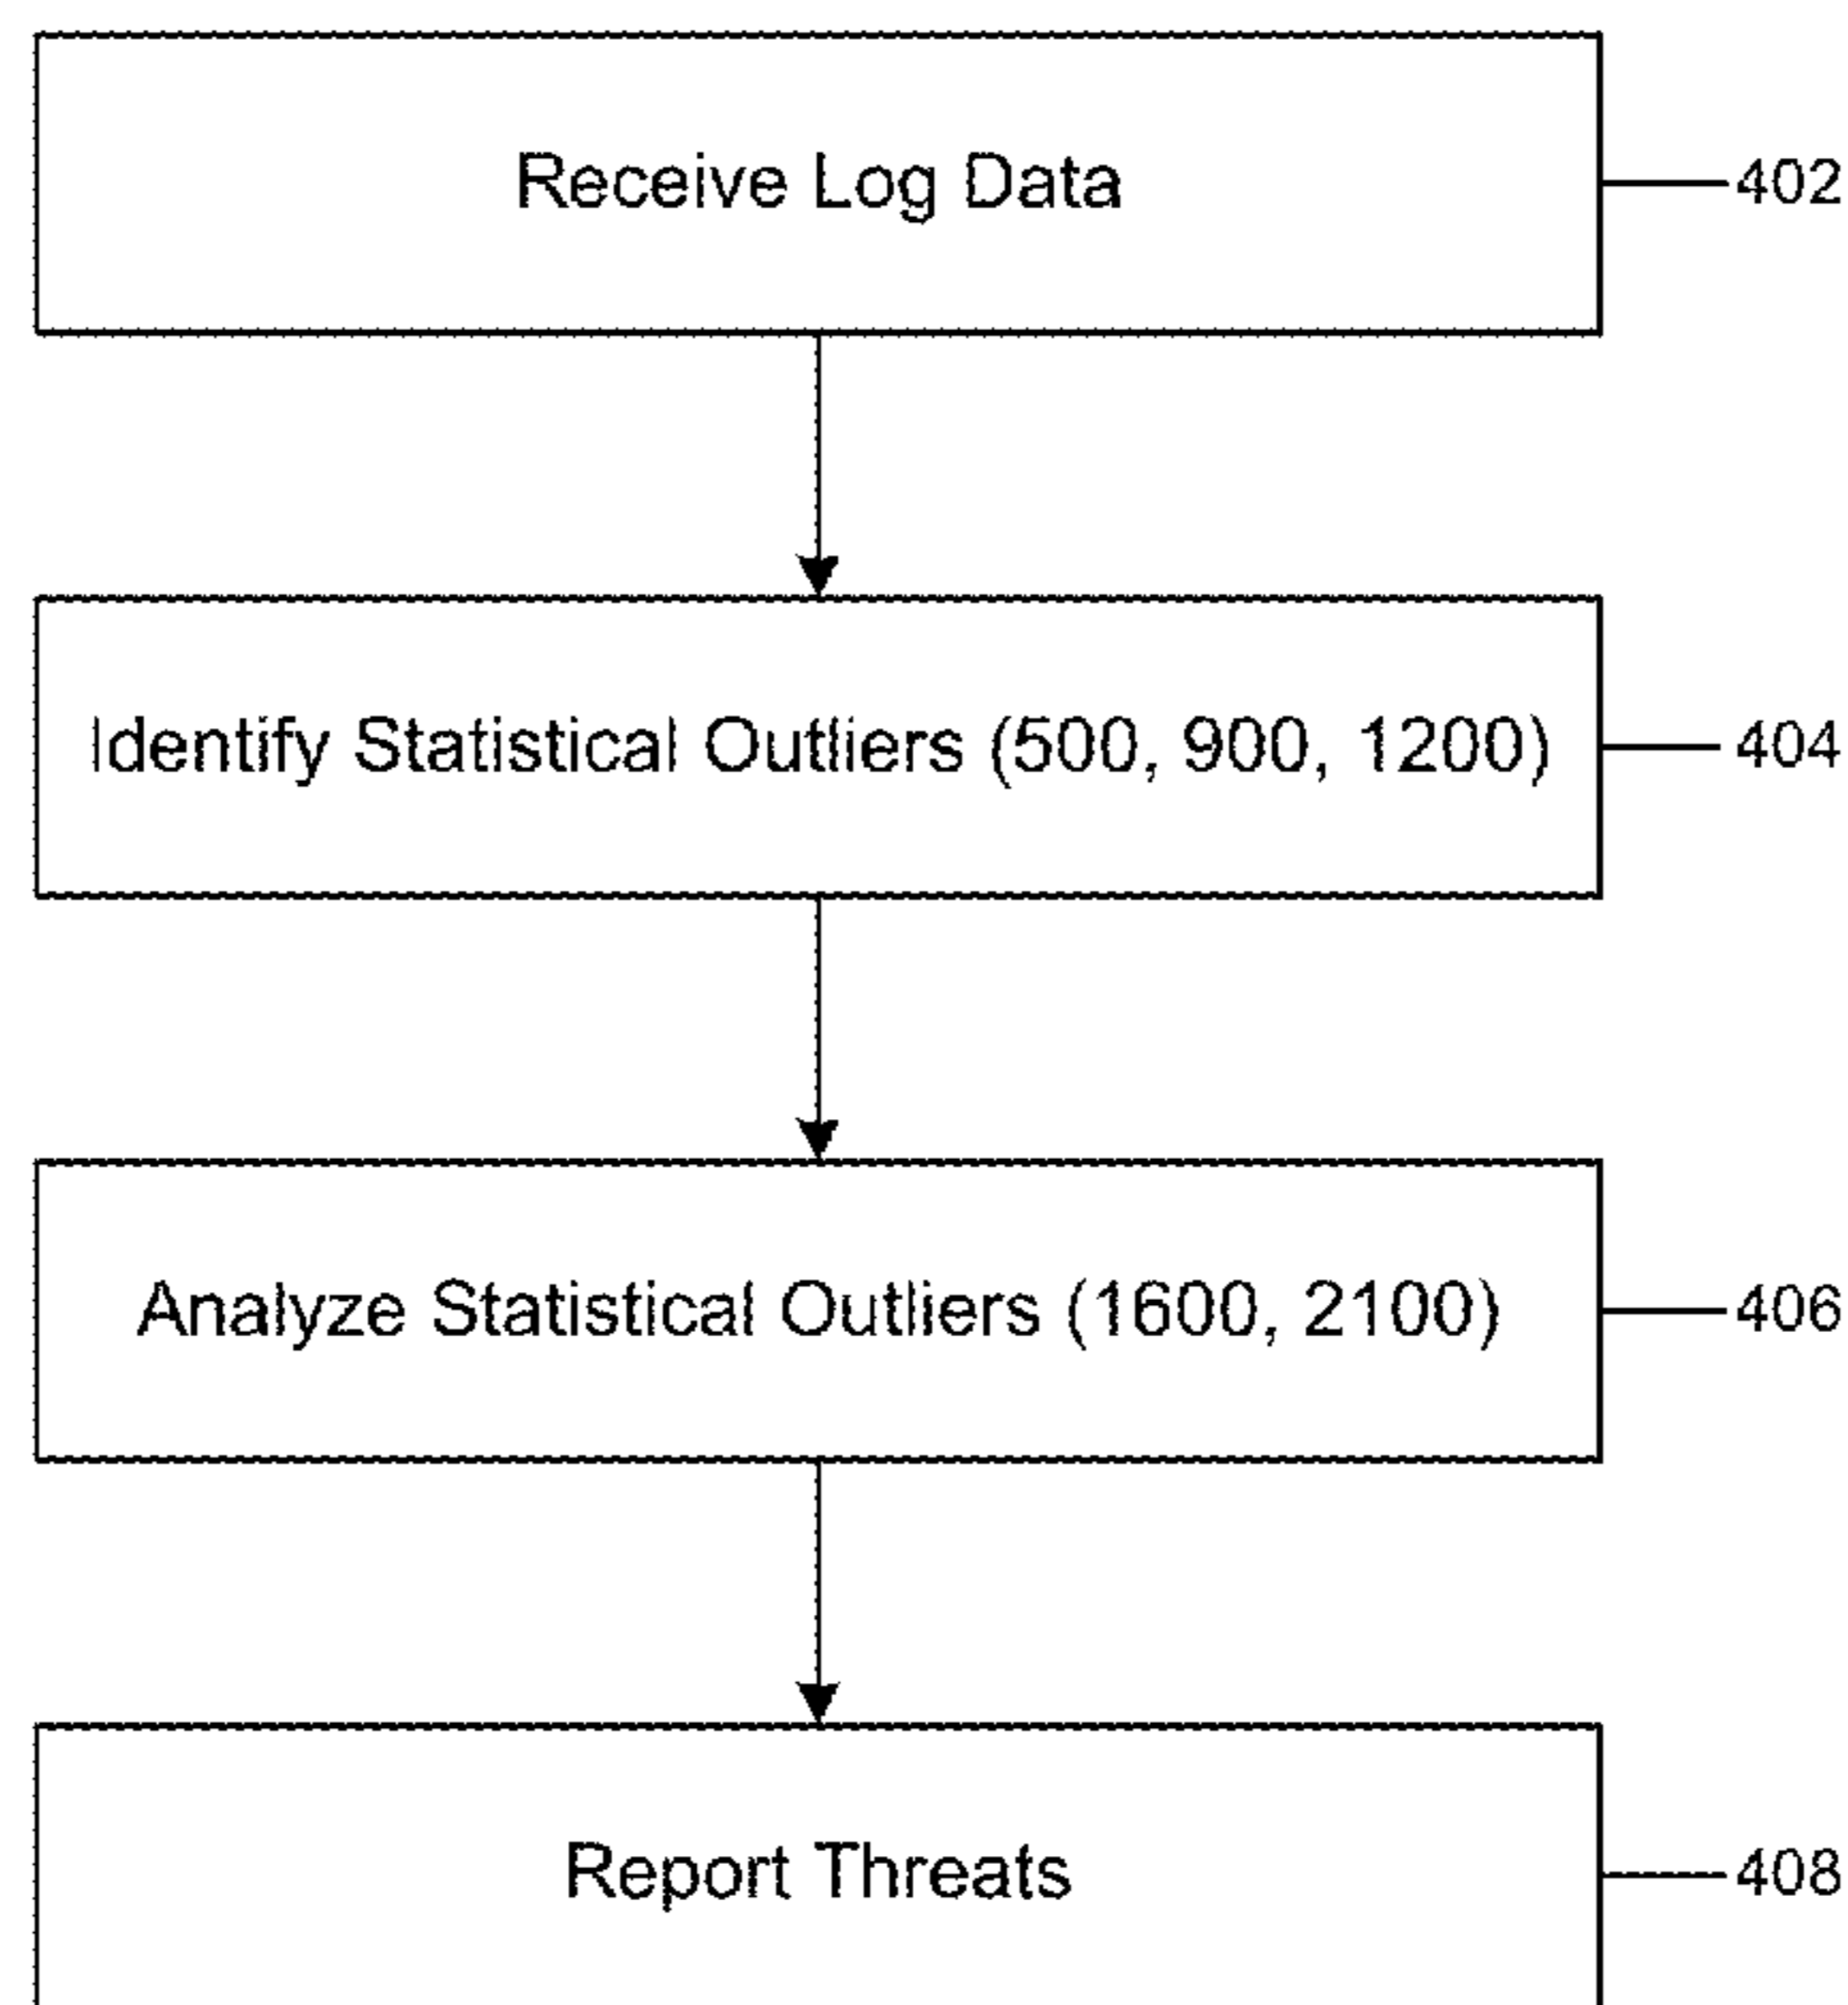 Receive Log Data
402
Identify Statistical Outliers (500, 900, 1200)
404
Analyze Statistical Outliers (1600, 2100)
406
Report Threats
408